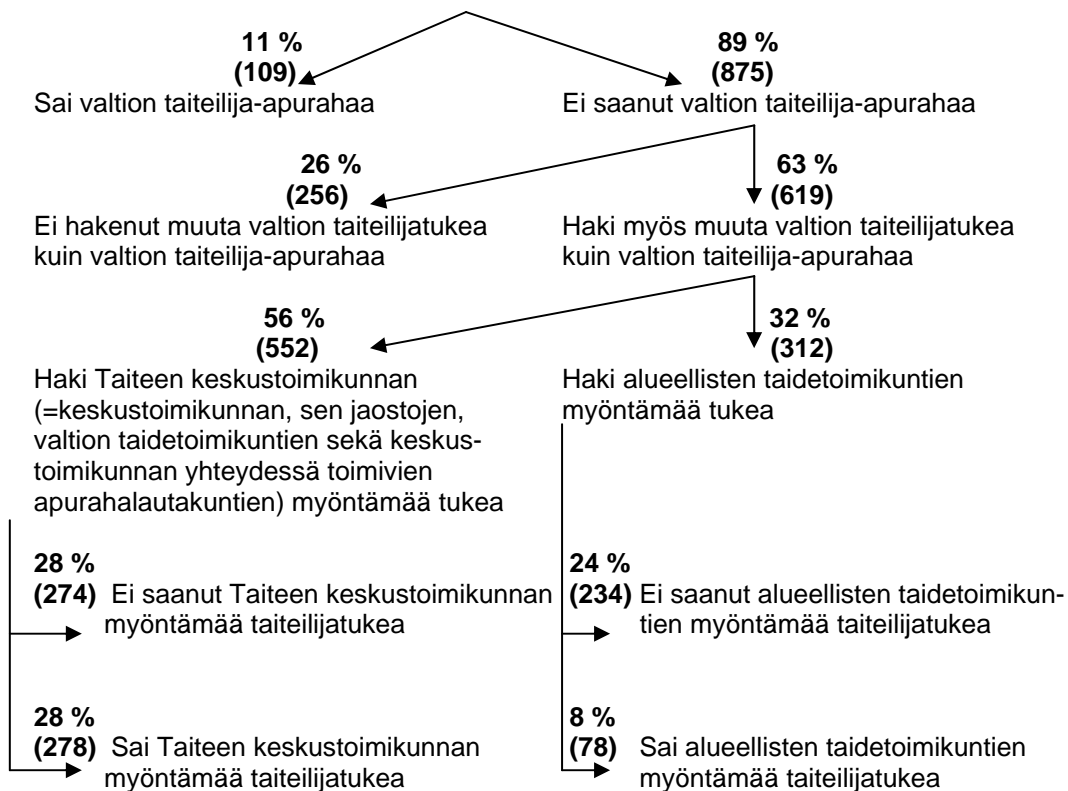 11 %
(109)
Sai valtion taiteilija-apurahaa
89 %
(875)
Ei saanut valtion taiteilija-apurahaa
26 %
(256)
Ei hakenut muuta valtion taiteilijatukea
kuin valtion taiteilija-apurahaa
63 %
(619)
Haki myös muuta valtion taiteilijatukea
kuin valtion taiteilija-apurahaa
56 %
(552)
Haki Taiteen keskustoimikunnan
(=keskustoimikunnan, sen jaostojen,
valtion taidetoimikuntien sekä keskus-
toimikunnan yhteydessä toimivien
apurahalautakuntien) myöntämää tukea
32 %
(312)
Haki alueellisten taidetoimikuntien
myöntämää tukea
28 %
(274) Ei saanut Taiteen keskustoimikunnan
myöntämää taiteilijatukea
24 %
(234) Ei saanut alueellisten taidetoimikun-
tien myöntämää taiteilijatukea
28 %
(278) Sai Taiteen keskustoimikunnan
myöntämää taiteilijatukea
8 %
(78) Sai alueellisten taidetoimikuntien
myöntämää taiteilijatukea